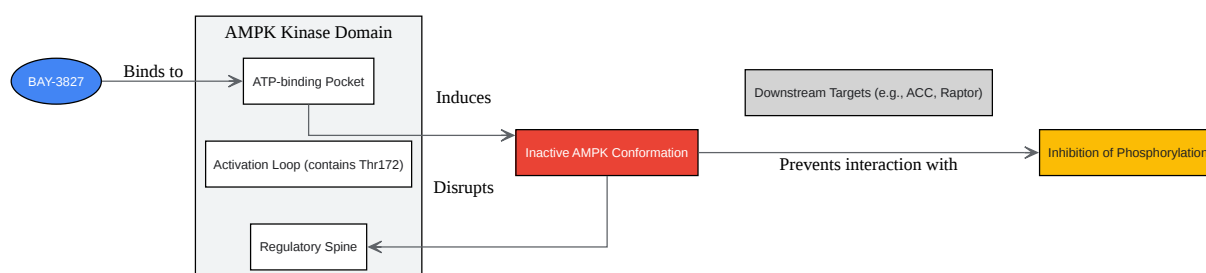 AMPK Kinase Domain
BAY-3827
Binds to
ATP-binding Pocket
Induces
Downstream Targets (e.g., ACC, Raptor)
Activation Loop (contains Thr172)
Inactive AMPK Conformation
Prevents interaction with
Inhibition of Phosphorylation
Disrupts
Regulatory Spine